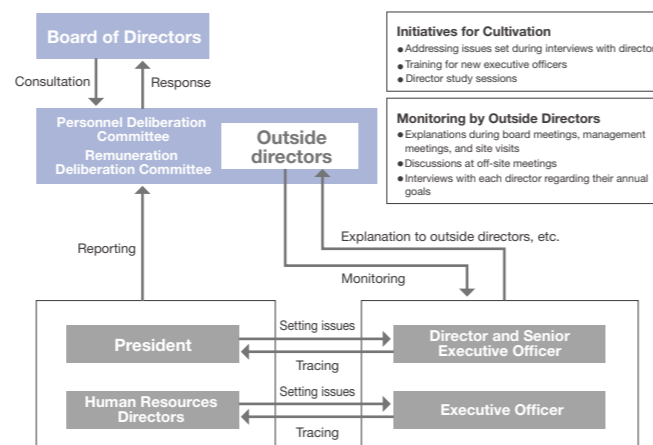 Board of Directors
Consultation
Response
Personnel Deliberation
Committee
Remuneration
Deliberation Committee
Outside
directors
Initiatives for Cultivation
●Addressing issues set during interviews with director
●Training for new executive officers
●Director study sessions
Monitoring by Outside Directors
●Explanations during board meetings, management
meetings, and site visits
●Discussions at off-site meetings
●Interviews with each director regarding their annual
goals
Reporting
Explanation to outside directors, etc.
Monitoring
President
Setting issues
Tracing
Director and Senior
Executive Officer
Human Resources
Directors
Setting issues
Tracing
Executive Officer